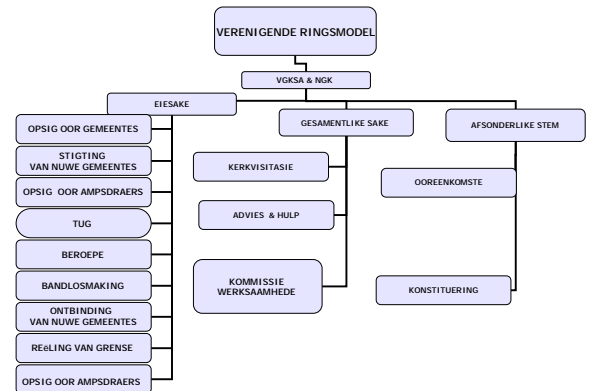 VERENIGENDE RINGSMODEL
VGKSA & NGK
EIESAKE
OPSIG OOR GEMEENTES
STIGTING
VAN NUWE GEMEENTES
OPSIG OOR AMPSDRAERS
TUG
BEROEPE
BANDLOSMAKING
ONTBINDING
VAN NUWE GEMEENTES
REëLING VAN GRENSE
OPSIG OOR AMPSDRAERS
GESAMENTLIKE SAKE
KERKVISITASIE
ADVIES & HULP
KOMMISSIE
WERKSAAMHEDE
AFSONDERLIKE STEM
OOREENKOMSTE
KONSTITUERING